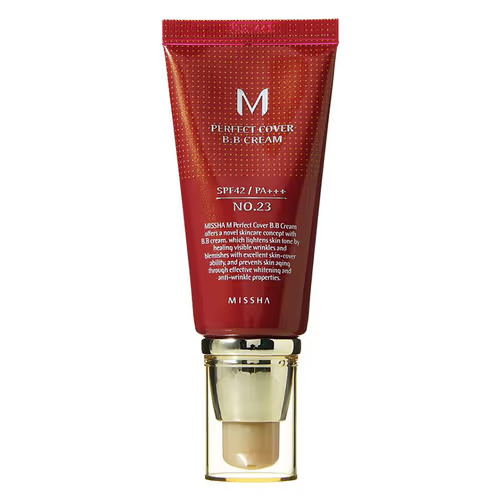 M
PERFECT COVER
B.B CREAM
SPF42 / PA+++
NO.23
MISSHA M Perfect Cover B.B Cream
offers a novel skincare concept with
B.B cream, which lightens skin tone by
healing visible wrinkles and
blemishes with excellent skin-cover
ability, and prevents skin aging
through effective whitening and
anti-wrinkle properties.
MISSHA